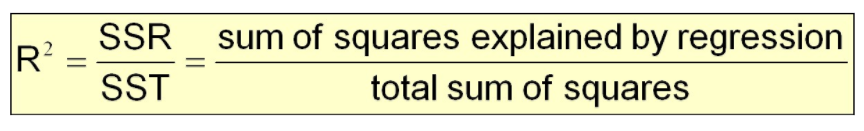 R² = SSR/SST = sum of squares explained by regression/total sum of squares